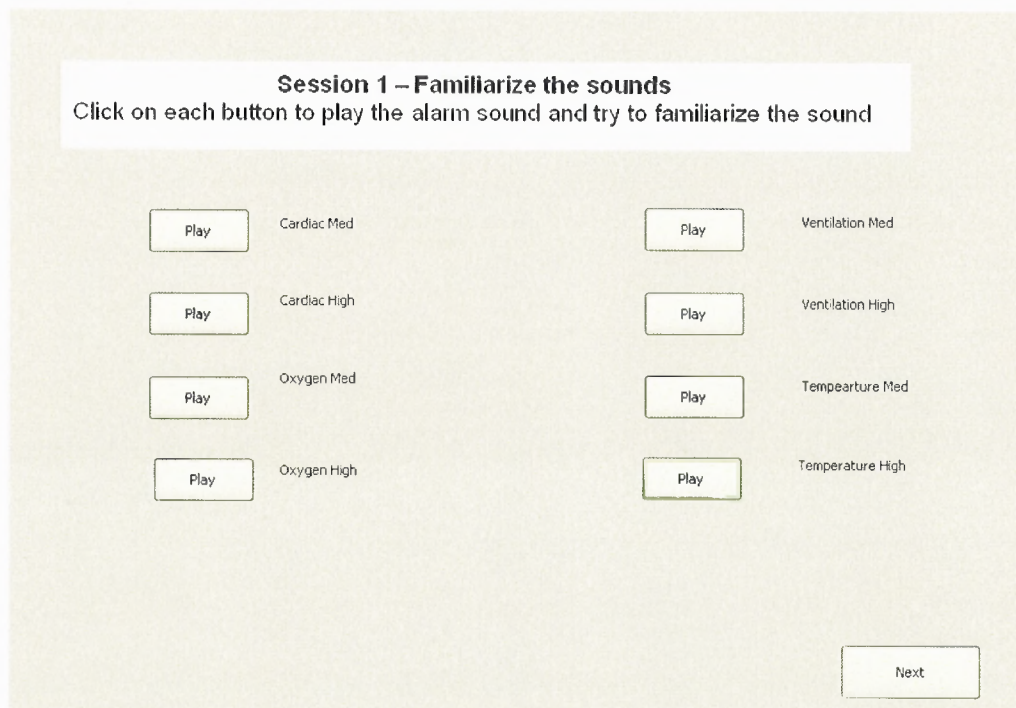 Session 1 – Familiarize the sounds
Click on each button to play the alarm sound and try to familiarize the sound
Play Cardiac Med Play Ventilation Med
Play Cardiac High Play Ventilation High
Play Oxygen Med Play Tempearture Med
Play Oxygen High Play Temperature High
Next